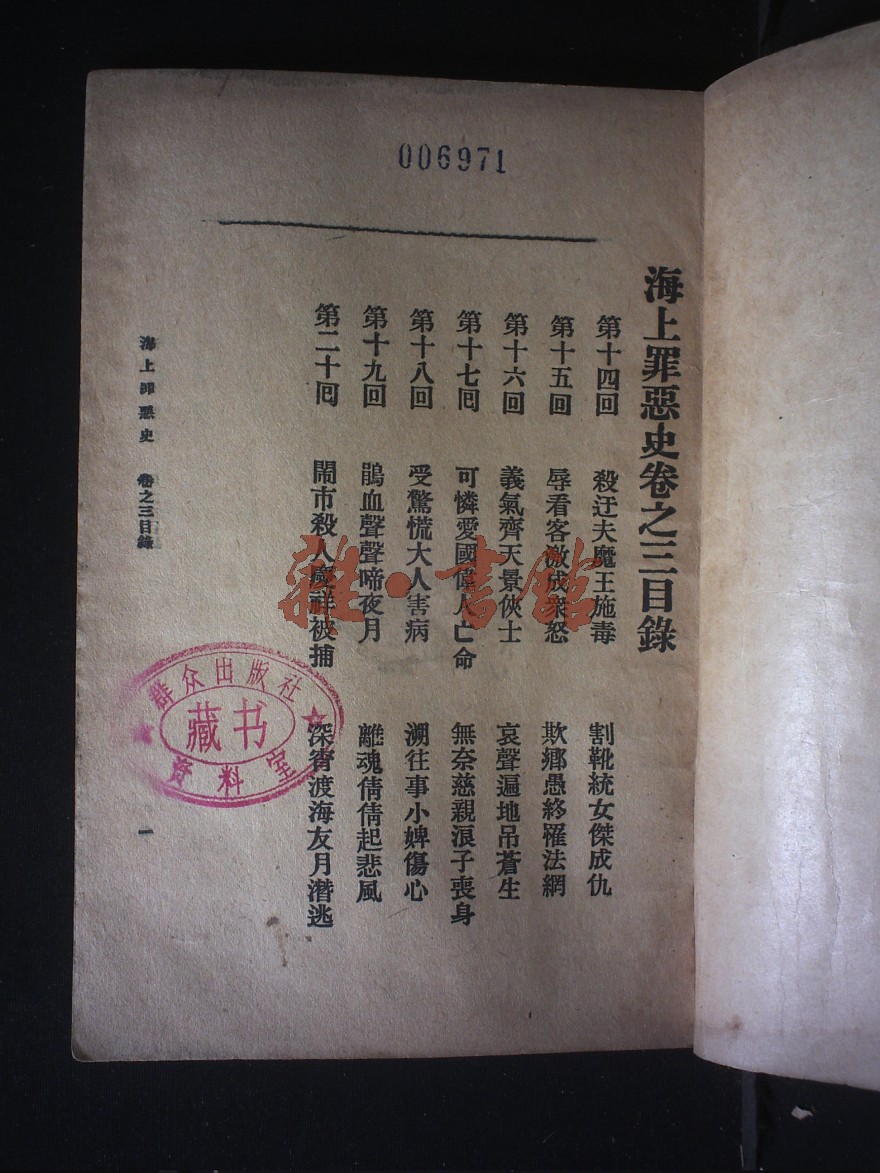 006971
海上罪惡史卷之三目錄
第十四回 殺迂夫魔王施毒 割靴統女傑成仇
第十五回 辱看客激成衆怒 欺鄉愚終罹法網
第十六回 義氣齊天景俠士 哀聲遍地吊蒼生
第十七囘 可憐愛國偉人亡命 無奈慈親浪子喪身
第十八回 受驚慌大人害病 溯往事小婢傷心
第十九回 鵑血聲聲啼夜月 離魂倩倩起悲風
第二十囘 鬧市殺人慶祥被捕 深宵渡海友月潛逃
海上罪惡史 卷之三目錄
一
群众出版社
藏书
资料室
雜·書館